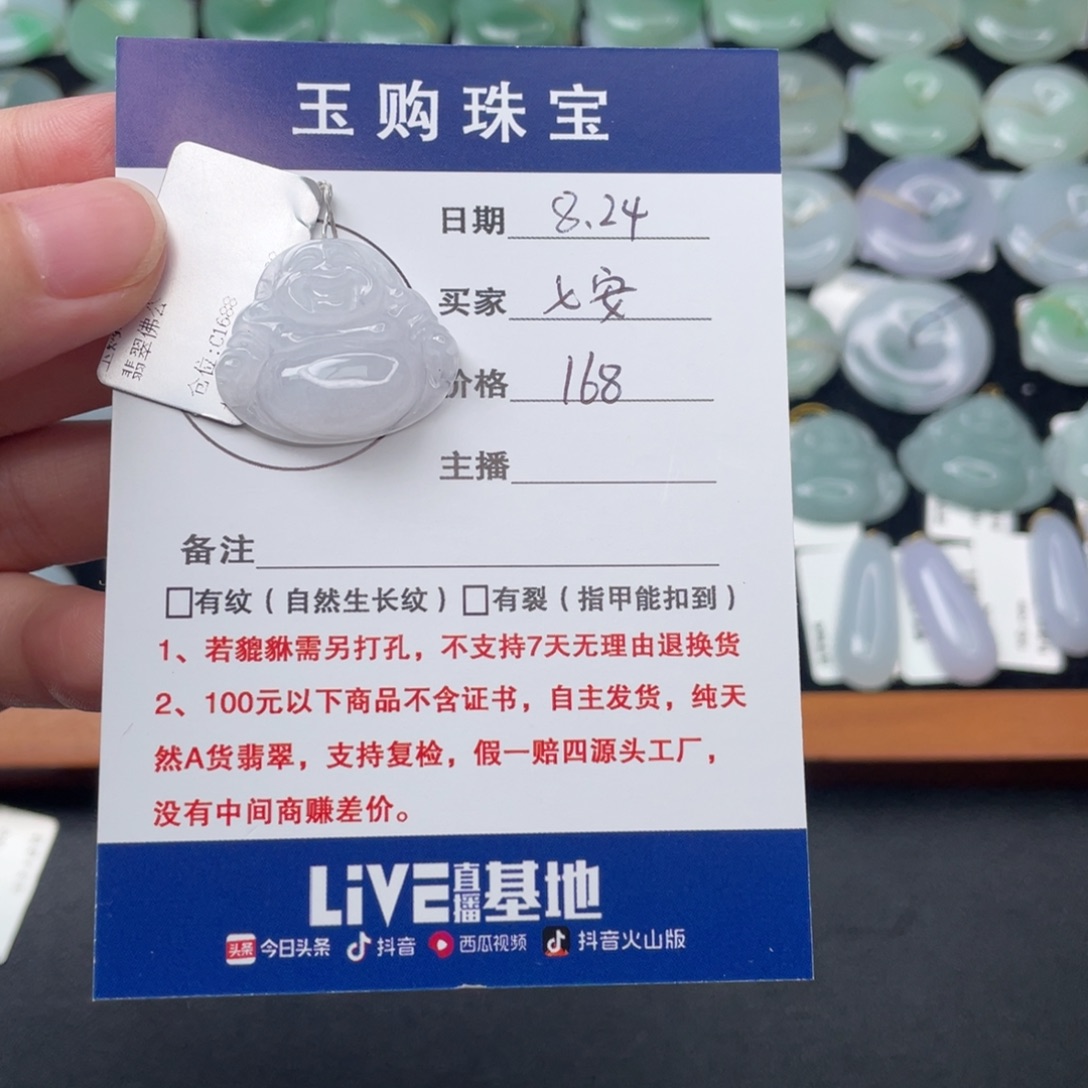 玉购珠宝
日期 8.24
买家 七安
价格 168
主播
备注
翡翠佛公
仓位:C1688
□有纹（自然生长纹）□有裂（指甲能扣到）
1、若貔貅需另打孔，不支持7天无理由退换货
2、100元以下商品不含证书，自主发货，纯天
然A货翡翠，支持复检，假一赔四源头工厂，
没有中间商赚差价。
LiVE直播基地
头条 今日头条 抖音 西瓜视频 抖音火山版